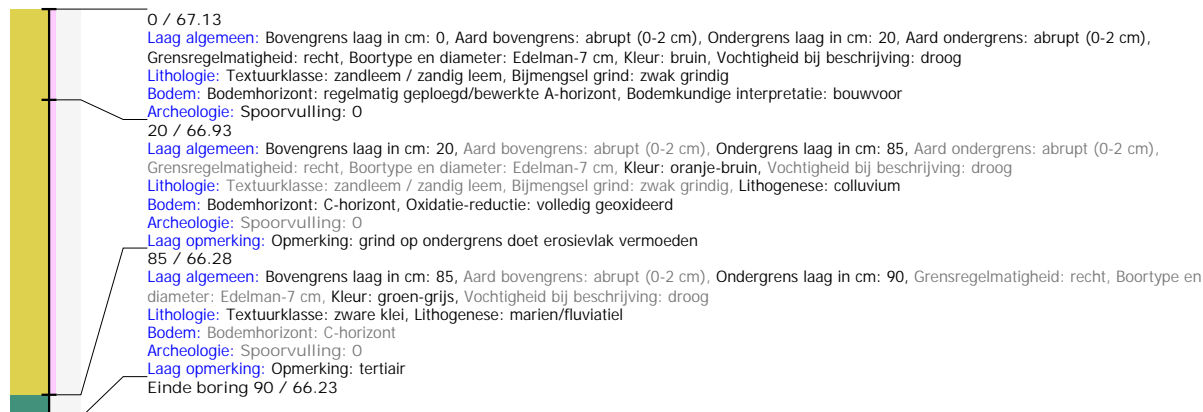 0 / 67.13
Laag algemeen: Bovengrens laag in cm: 0, Aard bovengrens: abrupt (0-2 cm), Ondergrens laag in cm: 20, Aard ondergrens: abrupt (0-2 cm),
Grensregelmatigheid: recht, Boortype en diameter: Edelman-7 cm, Kleur: bruin, Vochtigheid bij beschrijving: droog
Lithologie: Textuurklasse: zandleem / zandig leem, Bijmengsel grind: zwak grindig
Bodem: Bodemhorizont: regelmatig geploegd/bewerkte A-horizont, Bodemkundige interpretatie: bouwvoor
Archeologie: Spoorvulling: 0
20 / 66.93
Laag algemeen: Bovengrens laag in cm: 20, Aard bovengrens: abrupt (0-2 cm), Ondergrens laag in cm: 85, Aard ondergrens: abrupt (0-2 cm),
Grensregelmatigheid: recht, Boortype en diameter: Edelman-7 cm, Kleur: oranje-bruin, Vochtigheid bij beschrijving: droog
Lithologie: Textuurklasse: zandleem / zandig leem, Bijmengsel grind: zwak grindig, Lithogenese: colluvium
Bodem: Bodemhorizont: C-horizont, Oxidatie-reductie: volledig geoxideerd
Archeologie: Spoorvulling: 0
Laag opmerking: Opmerking: grind op ondergrens doet erosievlak vermoeden
85 / 66.28
Laag algemeen: Bovengrens laag in cm: 85, Aard bovengrens: abrupt (0-2 cm), Ondergrens laag in cm: 90, Grensregelmatigheid: recht, Boortype en
diameter: Edelman-7 cm, Kleur: groen-grijs, Vochtigheid bij beschrijving: droog
Lithologie: Textuurklasse: zware klei, Lithogenese: marien/fluviatiel
Bodem: Bodemhorizont: C-horizont
Archeologie: Spoorvulling: 0
Laag opmerking: Opmerking: tertiair
Einde boring 90 / 66.23